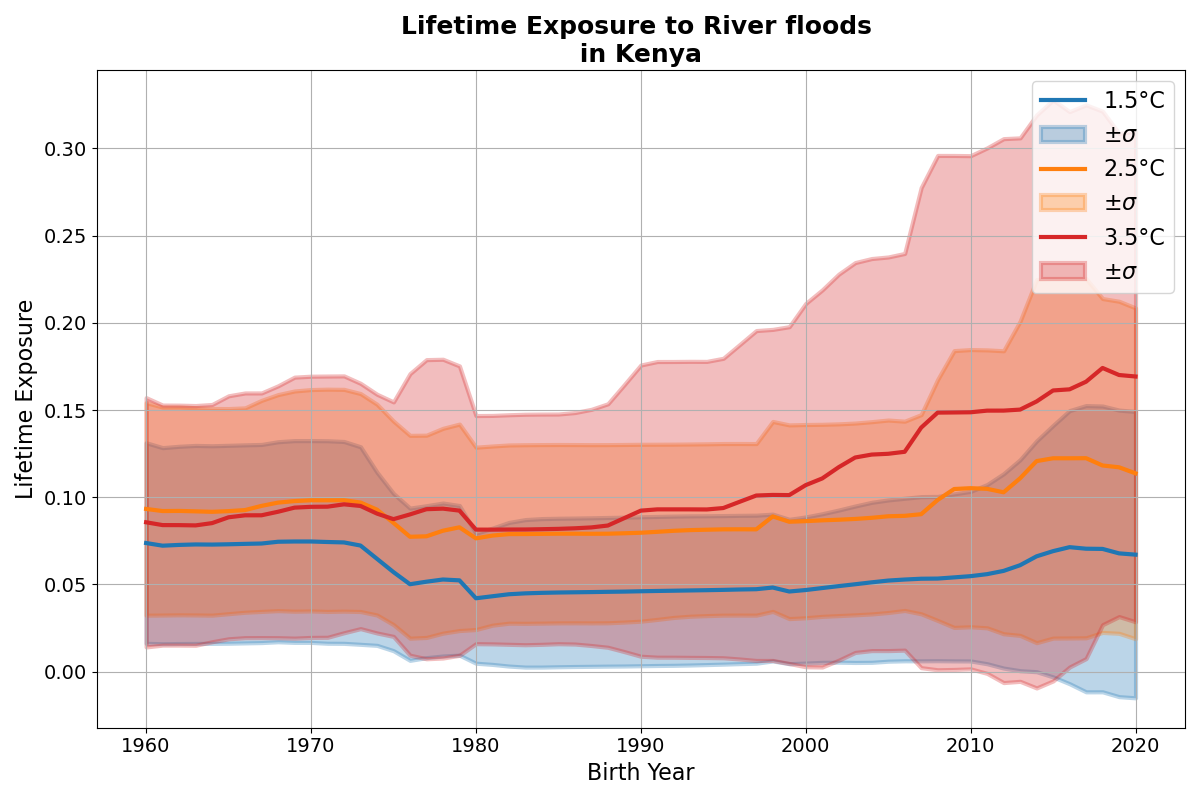 Lifetime Exposure to River floods
in Kenya
Lifetime Exposure
0.30
0.25
0.20
0.15
0.10
0.05
0.00
1960 1970 1980 1990 2000 2010 2020
Birth Year
1.5°C
±σ
2.5°C
±σ
3.5°C
±σ